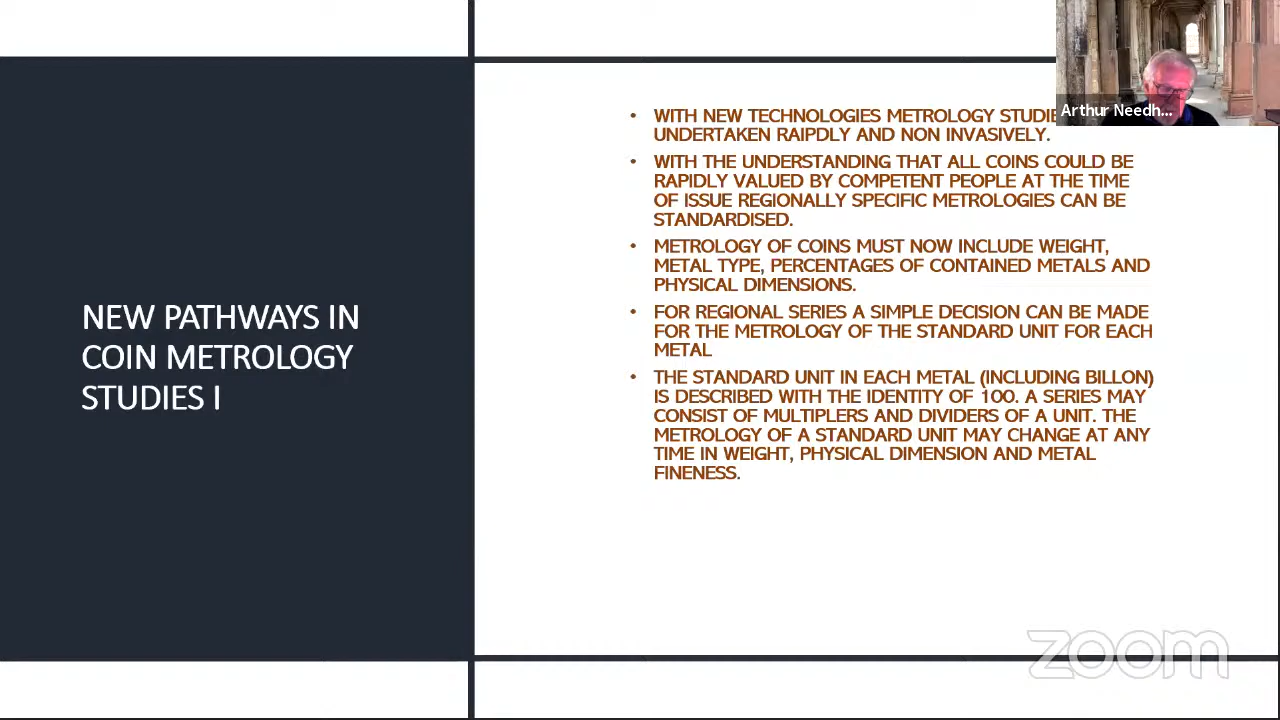 NEW PATHWAYS IN
COIN METROLOGY
STUDIES I
• WITH NEW TECHNOLOGIES METROLOGY
UNDERTAKEN RAIPDLY AND NON INVASIVELY.
• WITH THE UNDERSTANDING THAT ALL COINS COULD BE
RAPIDLY VALUED BY COMPETENT PEOPLE AT THE TIME
OF ISSUE REGIONALLY SPECIFIC METROLOGIES CAN BE
STANDARDISED.
• METROLOGY OF COINS MUST NOW INCLUDE WEIGHT,
METAL TYPE, PERCENTAGES OF CONTAINED METALS AND
PHYSICAL DIMENSIONS.
• FOR REGIONAL SERIES A SIMPLE DECISION CAN BE MADE
FOR THE METROLOGY OF THE STANDARD UNIT FOR EACH
METAL
• THE STANDARD UNIT IN EACH METAL (INCLUDING BILLON)
IS DESCRIBED WITH THE IDENTITY OF 100. A SERIES MAY
CONSIST OF MULTIPLERS AND DIVIDERS OF A UNIT. THE
METROLOGY OF A STANDARD UNIT MAY CHANGE AT ANY
TIME IN WEIGHT, PHYSICAL DIMENSION AND METAL
FINENESS.
Arthur Needh...
zoom